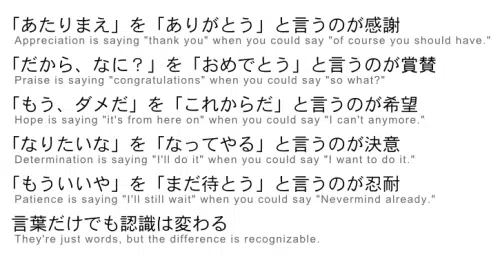 「あたりまえ」を「ありがとう」と言うのが感謝
Appreciation is saying "thank you" when you could say "of course you should have."
「だから、なに？」を「おめでとう」と言うのが賞賛
Praise is saying "congratulations" when you could say "so what?"
「もう、ダメだ」を「これからだ」と言うのが希望
Hope is saying "it's from here on" when you could say "I can't anymore."
「なりたいな」を「なってやる」と言うのが決意
Determination is saying "I'll do it" when you could say "I want to do it."
「もういいや」を「まだ待とう」と言うのが忍耐
Patience is saying "I'll still wait" when you could say "Nevermind already."
言葉だけでも認識は変わる
They're just words, but the difference is recognizable.